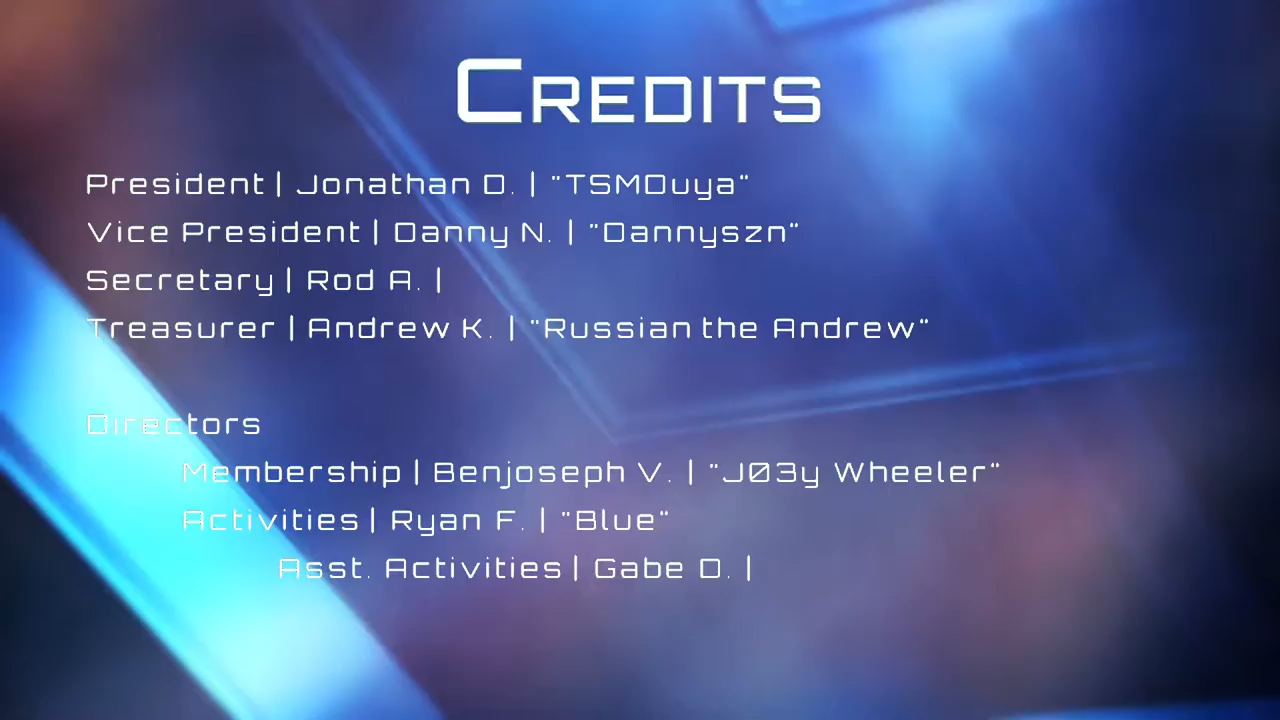 Credits
President | Jonathan D. | "TSMDuya"
Vice President | Danny N. | "Dannyszn"
Secretary | Rod A. |
Treasurer | Andrew K. | "Russian the Andrew"
Directors
Membership | Benjoseph V. | "JØ3y Wheeler"
Activities | Ryan F. | "Blue"
Asst. Activities | Gabe D. |